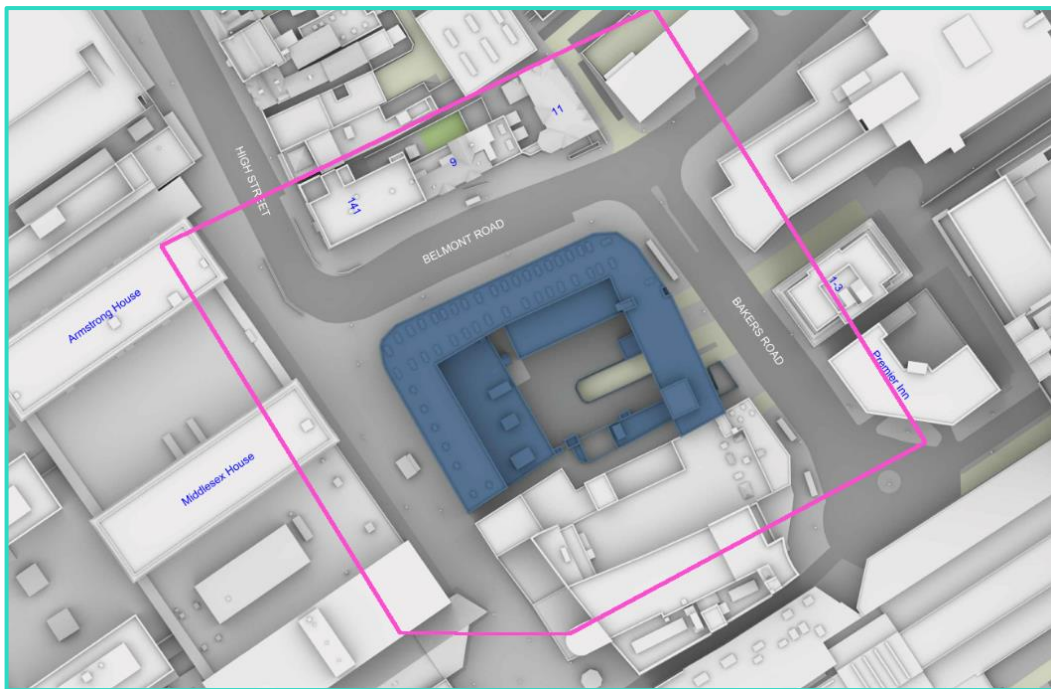 11
9
HIGH STREET
141
BELMONT ROAD
Armstrong House
1-3
BAKERS ROAD
Premier Inn
Middlesex House